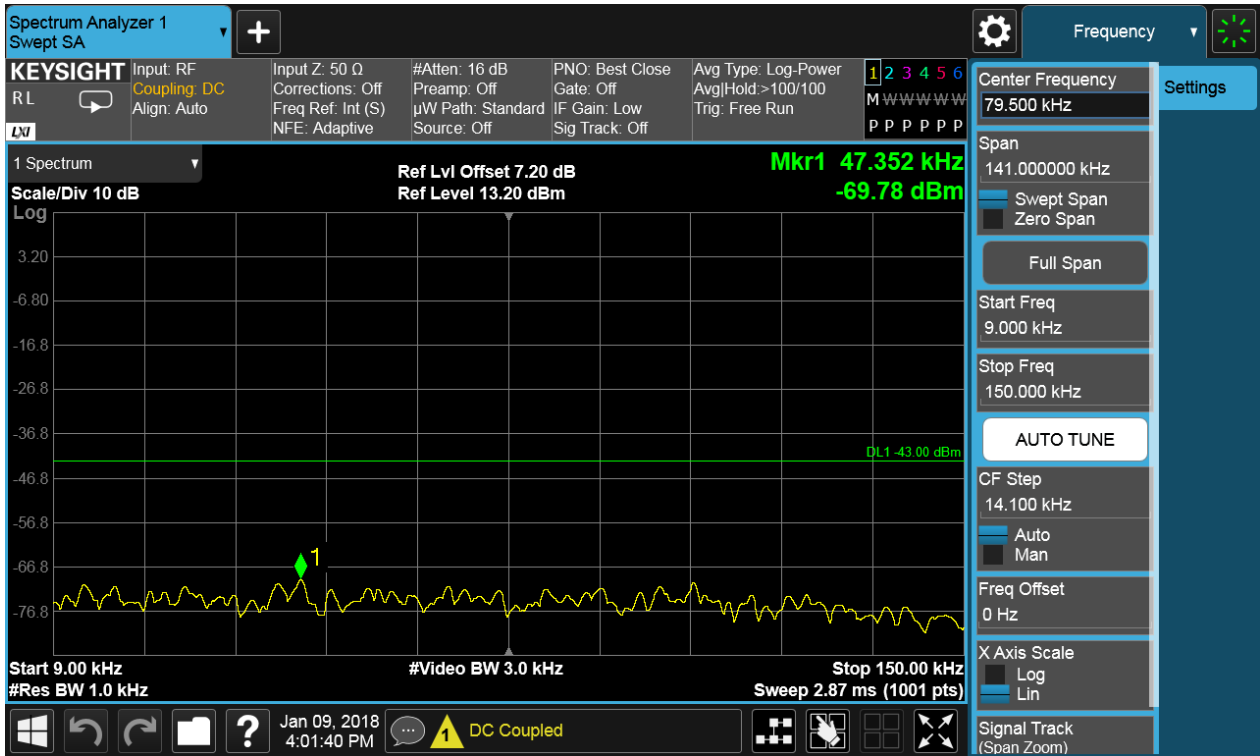 Spectrum Analyzer 1
Swept SA
Frequency
KEYSIGHT
RL
LXI
Input: RF
Coupling: DC
Align: Auto
Input Z: 50 Ω
Corrections: Off
Freq Ref: Int (S)
NFE: Adaptive
#Atten: 16 dB
Preamp: Off
µW Path: Standard
Source: Off
PNO: Best Close
Gate: Off
IF Gain: Low
Sig Track: Off
Avg Type: Log-Power
Avg|Hold:>100/100
Trig: Free Run
1 2 3 4 5 6
M W W W W W
P P P P P P
1 Spectrum
Scale/Div 10 dB
Log
Ref Lvl Offset 7.20 dB
Ref Level 13.20 dBm
Mkr1 47.352 kHz
-69.78 dBm
3.20
-6.80
-16.8
-26.8
-36.8
DL1 -43.00 dBm
-46.8
-56.8
1
-66.8
-76.8
Start 9.00 kHz
#Res BW 1.0 kHz
#Video BW 3.0 kHz
Stop 150.00 kHz
Sweep 2.87 ms (1001 pts)
Center Frequency
79.500 kHz
Span
141.000000 kHz
Swept Span
Zero Span
Full Span
Start Freq
9.000 kHz
Stop Freq
150.000 kHz
AUTO TUNE
CF Step
14.100 kHz
Auto
Man
Freq Offset
0 Hz
X Axis Scale
Log
Lin
Signal Track
(Span Zoom)
Settings
?
Jan 09, 2018
4:01:40 PM
1
DC Coupled